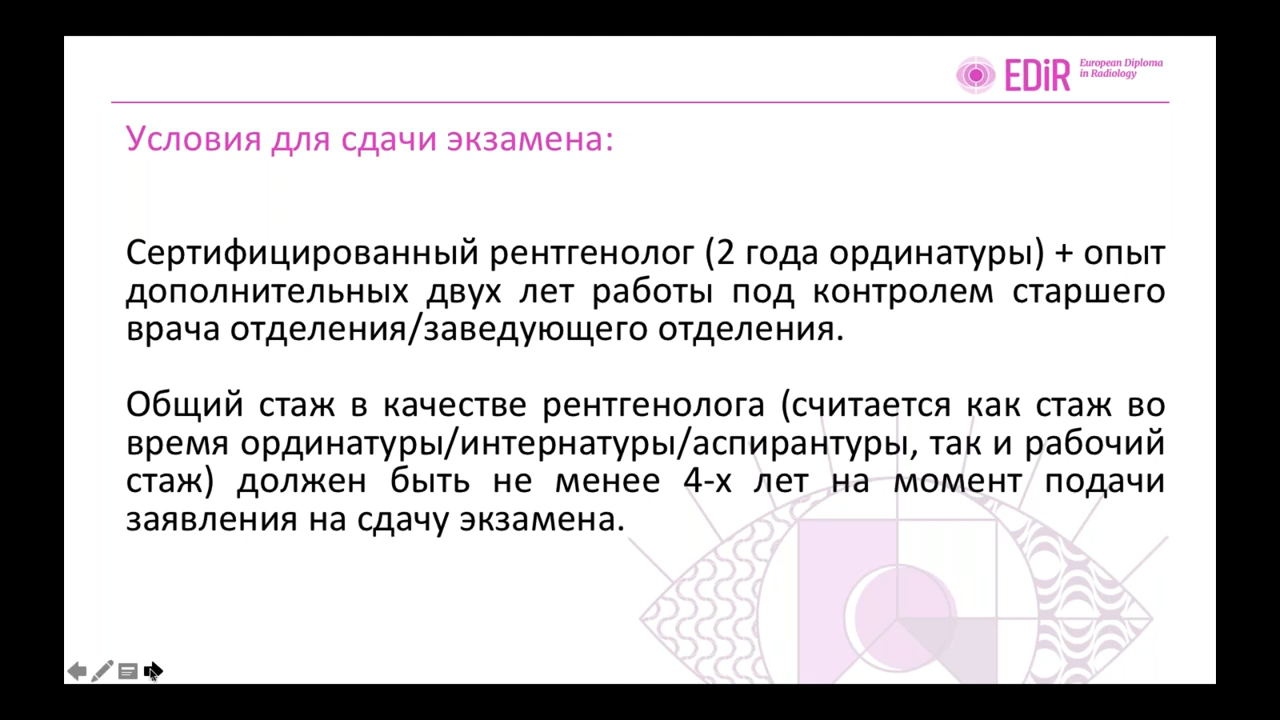 EDiR
European Diploma
in Radiology
Условия для сдачи экзамена:
Сертифицированный рентгенолог (2 года ординатуры) + опыт
дополнительных двух лет работы под контролем старшего
врача отделения/заведующего отделения.
Общий стаж в качестве рентгенолога (считается как стаж во
время ординатуры/интернатуры/аспирантуры, так и рабочий
стаж) должен быть не менее 4-х лет на момент подачи
заявления на сдачу экзамена.